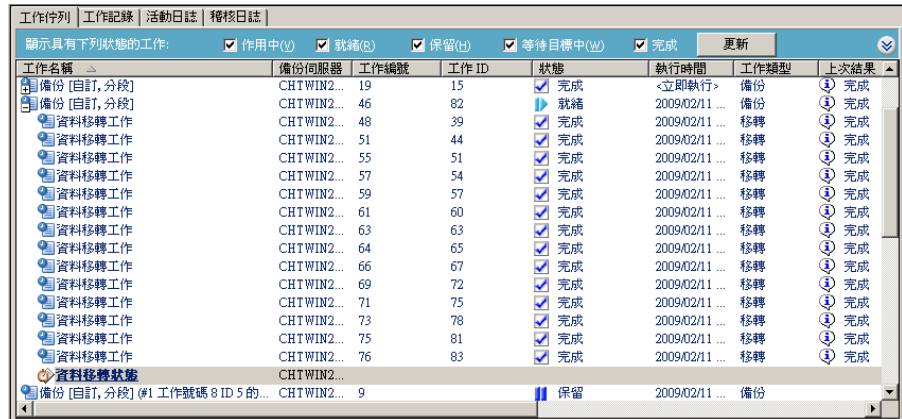 工作佇列 工作記錄 活動日誌 稽核日誌
顯示具有下列狀態的工作: 作用中(V) 就緒(R) 保留(H) 等待目標中(W) 完成 更新
工作名稱 備份伺服器 工作編號 工作 ID 狀態 執行時間 工作類型 上次結果
備份 [自訂, 分段] CHTWIN2... 19 15 完成 <立即執行> 備份 完成
備份 [自訂, 分段] CHTWIN2... 46 82 就緒 2009/02/11 ... 備份 完成
資料移轉工作 CHTWIN2... 48 39 完成 2009/02/11 ... 移轉 完成
資料移轉工作 CHTWIN2... 51 44 完成 2009/02/11 ... 移轉 完成
資料移轉工作 CHTWIN2... 55 51 完成 2009/02/11 ... 移轉 完成
資料移轉工作 CHTWIN2... 57 54 完成 2009/02/11 ... 移轉 完成
資料移轉工作 CHTWIN2... 59 57 完成 2009/02/11 ... 移轉 完成
資料移轉工作 CHTWIN2... 61 60 完成 2009/02/11 ... 移轉 完成
資料移轉工作 CHTWIN2... 63 63 完成 2009/02/11 ... 移轉 完成
資料移轉工作 CHTWIN2... 64 65 完成 2009/02/11 ... 移轉 完成
資料移轉工作 CHTWIN2... 66 67 完成 2009/02/11 ... 移轉 完成
資料移轉工作 CHTWIN2... 69 72 完成 2009/02/11 ... 移轉 完成
資料移轉工作 CHTWIN2... 71 75 完成 2009/02/11 ... 移轉 完成
資料移轉工作 CHTWIN2... 73 78 完成 2009/02/11 ... 移轉 完成
資料移轉工作 CHTWIN2... 75 81 完成 2009/02/11 ... 移轉 完成
資料移轉工作 CHTWIN2... 76 83 完成 2009/02/11 ... 移轉 完成
資料移轉狀態 CHTWIN2...
備份 [自訂, 分段] (#1 工作號碼 8 ID 5 的... CHTWIN2... 9 保留 2009/02/11 ... 備份